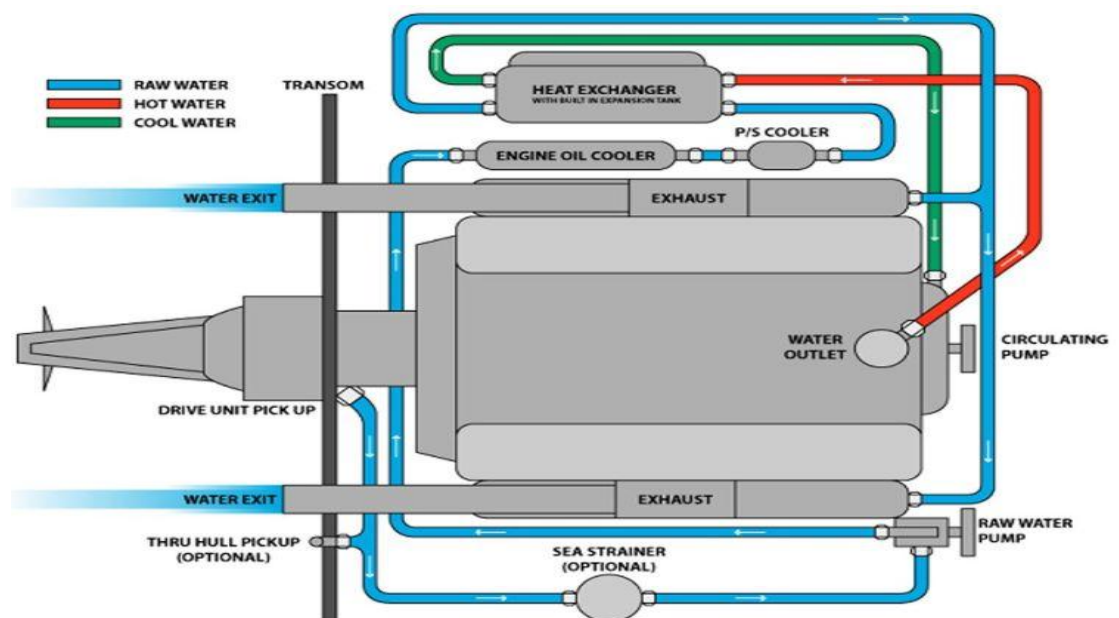 RAW WATER
HOT WATER
COOL WATER
TRANSOM
HEAT EXCHANGER
WITH BUILT IN EXPANSION TANK
P/S COOLER
ENGINE OIL COOLER
WATER EXIT
EXHAUST
WATER
OUTLET
CIRCULATING
PUMP
DRIVE UNIT PICK UP
WATER EXIT
EXHAUST
THRU HULL PICKUP
(OPTIONAL)
SEA STRAINER
(OPTIONAL)
RAW WATER
PUMP